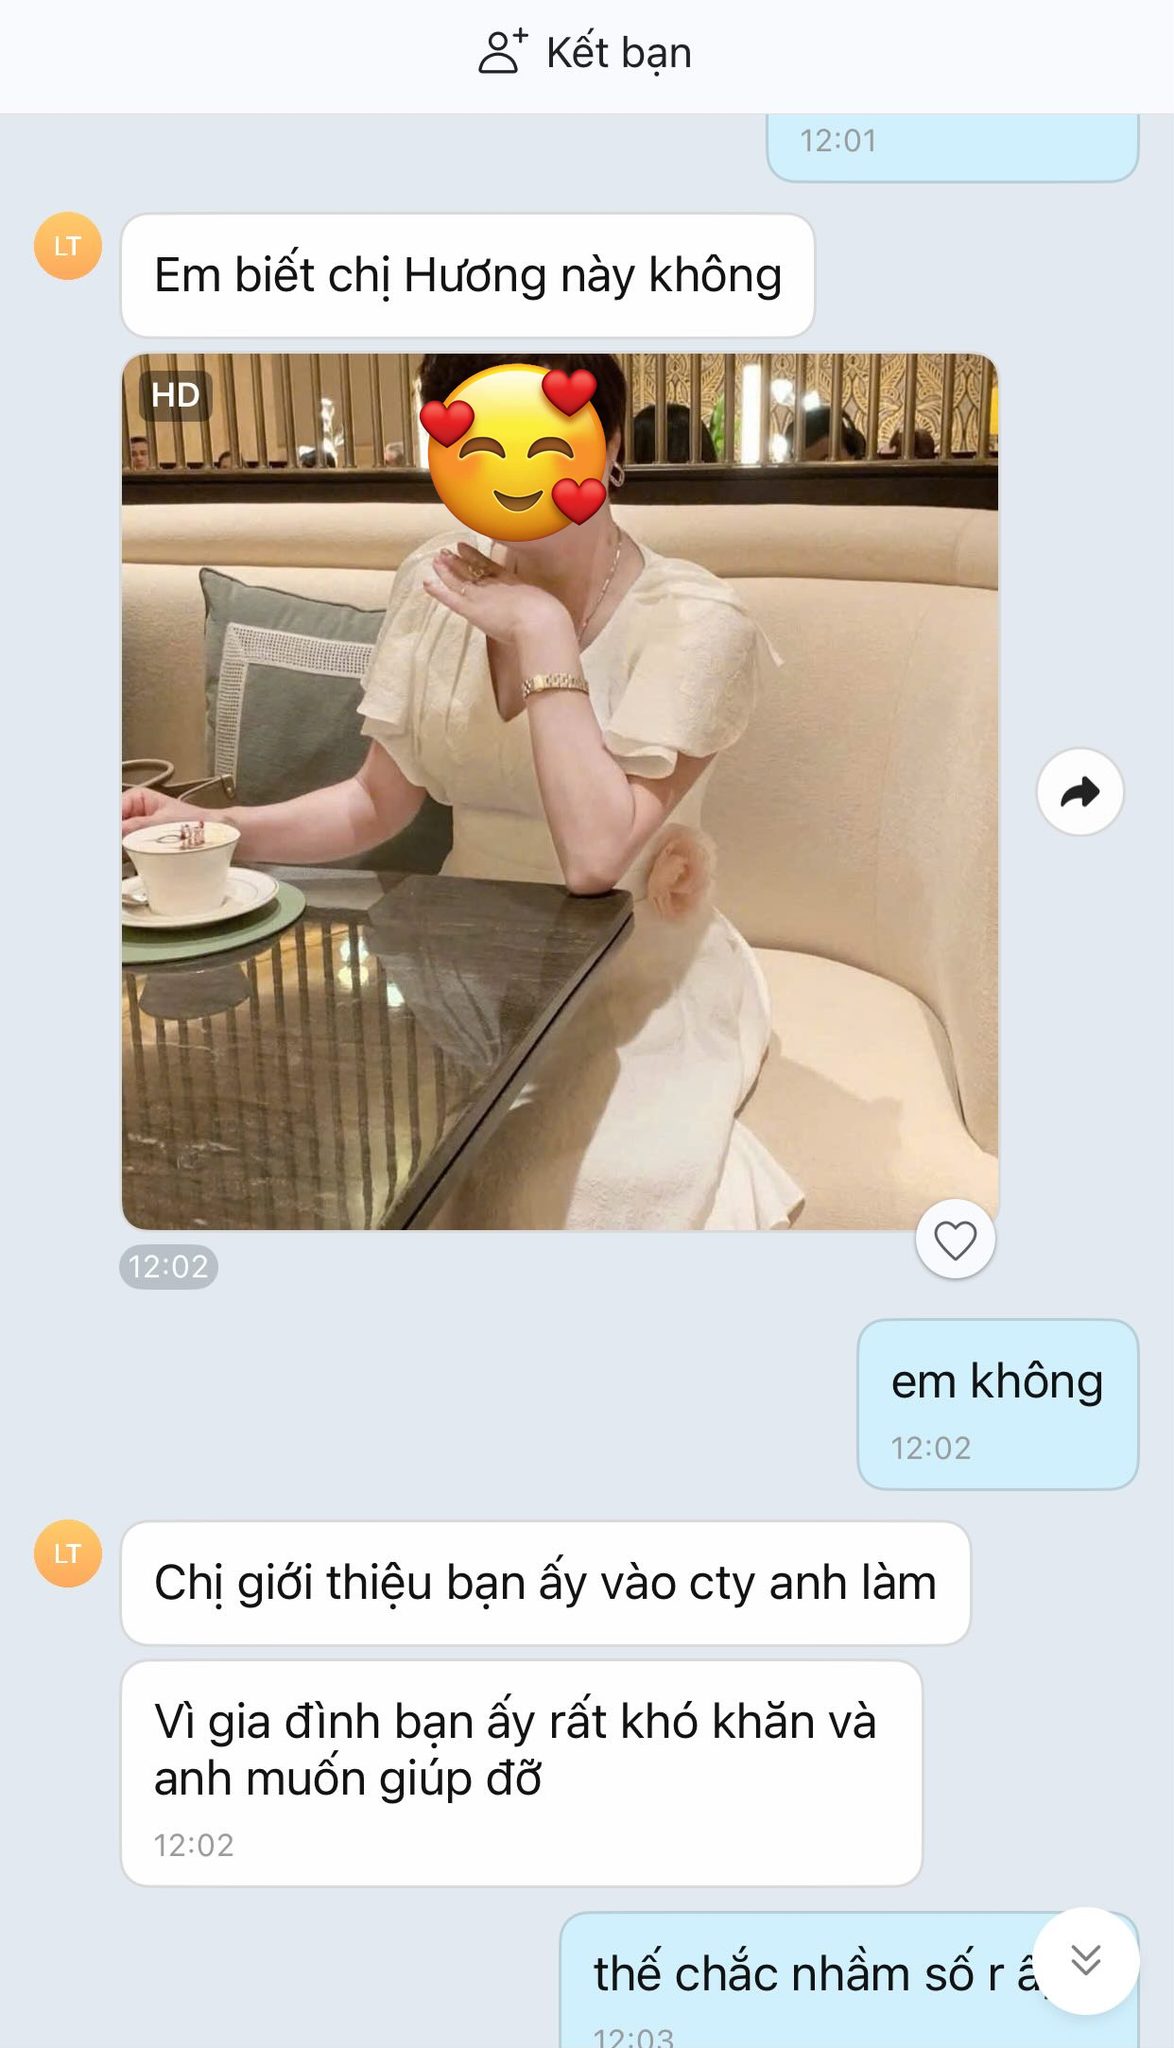 Kết bạn
12:01
LT
Em biết chị Hương này không
HD
12:02
em không
12:02
LT
Chị giới thiệu bạn ấy vào cty anh làm
Vì gia đình bạn ấy rất khó khăn và
anh muốn giúp đỡ
12:02
thế chắc nhầm số r
12:03